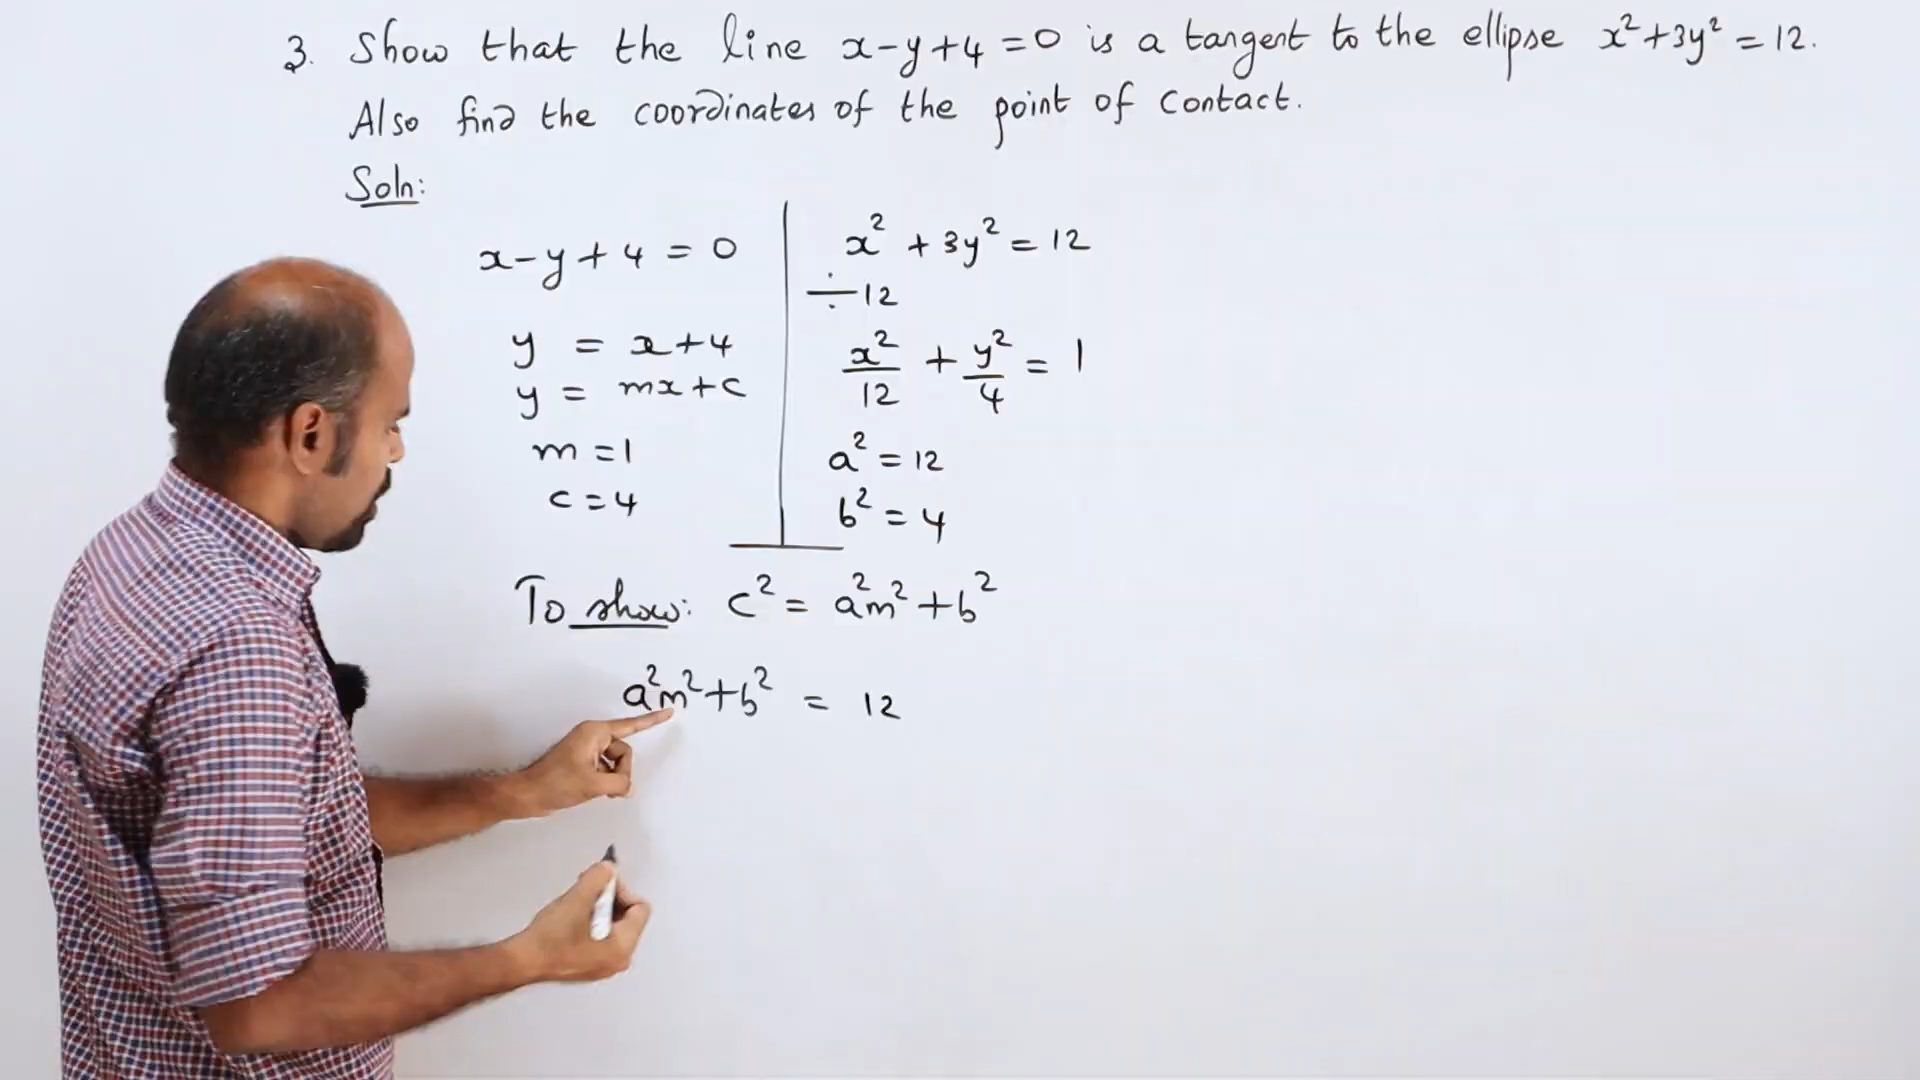 3. Show that the line x-y+4=0 is a tangent to the ellipse x²+3y²=12.
Also find the coordinates of the point of contact.
Soln:
x-y+4=0
y = x+4
y = mx+c
m=1
c=4
x²+3y²=12
÷12
x²/12 + y²/4 = 1
a²=12
b²=4
To show: c² = a²m²+b²
a²m²+b² = 12